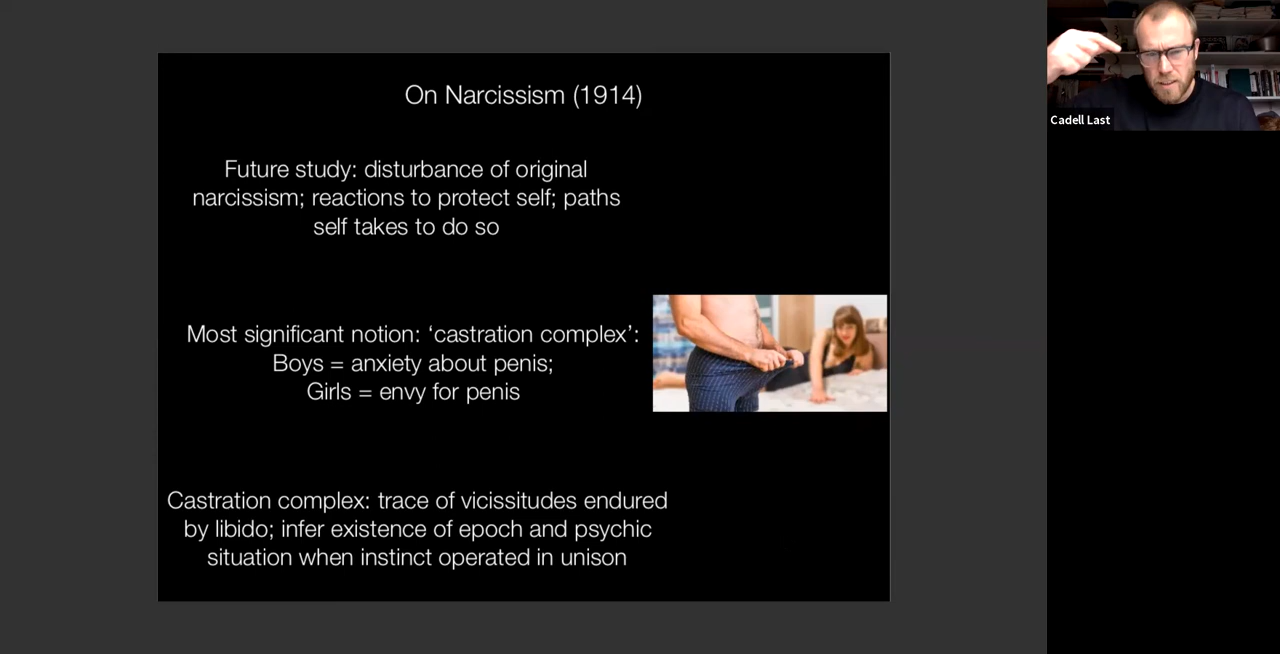 On Narcissism (1914)
Future study: disturbance of original
narcissism; reactions to protect self; paths
self takes to do so
Most significant notion: ‘castration complex’:
Boys = anxiety about penis;
Girls = envy for penis
Castration complex: trace of vicissitudes endured
by libido; infer existence of epoch and psychic
situation when instinct operated in unison
Cadell Last